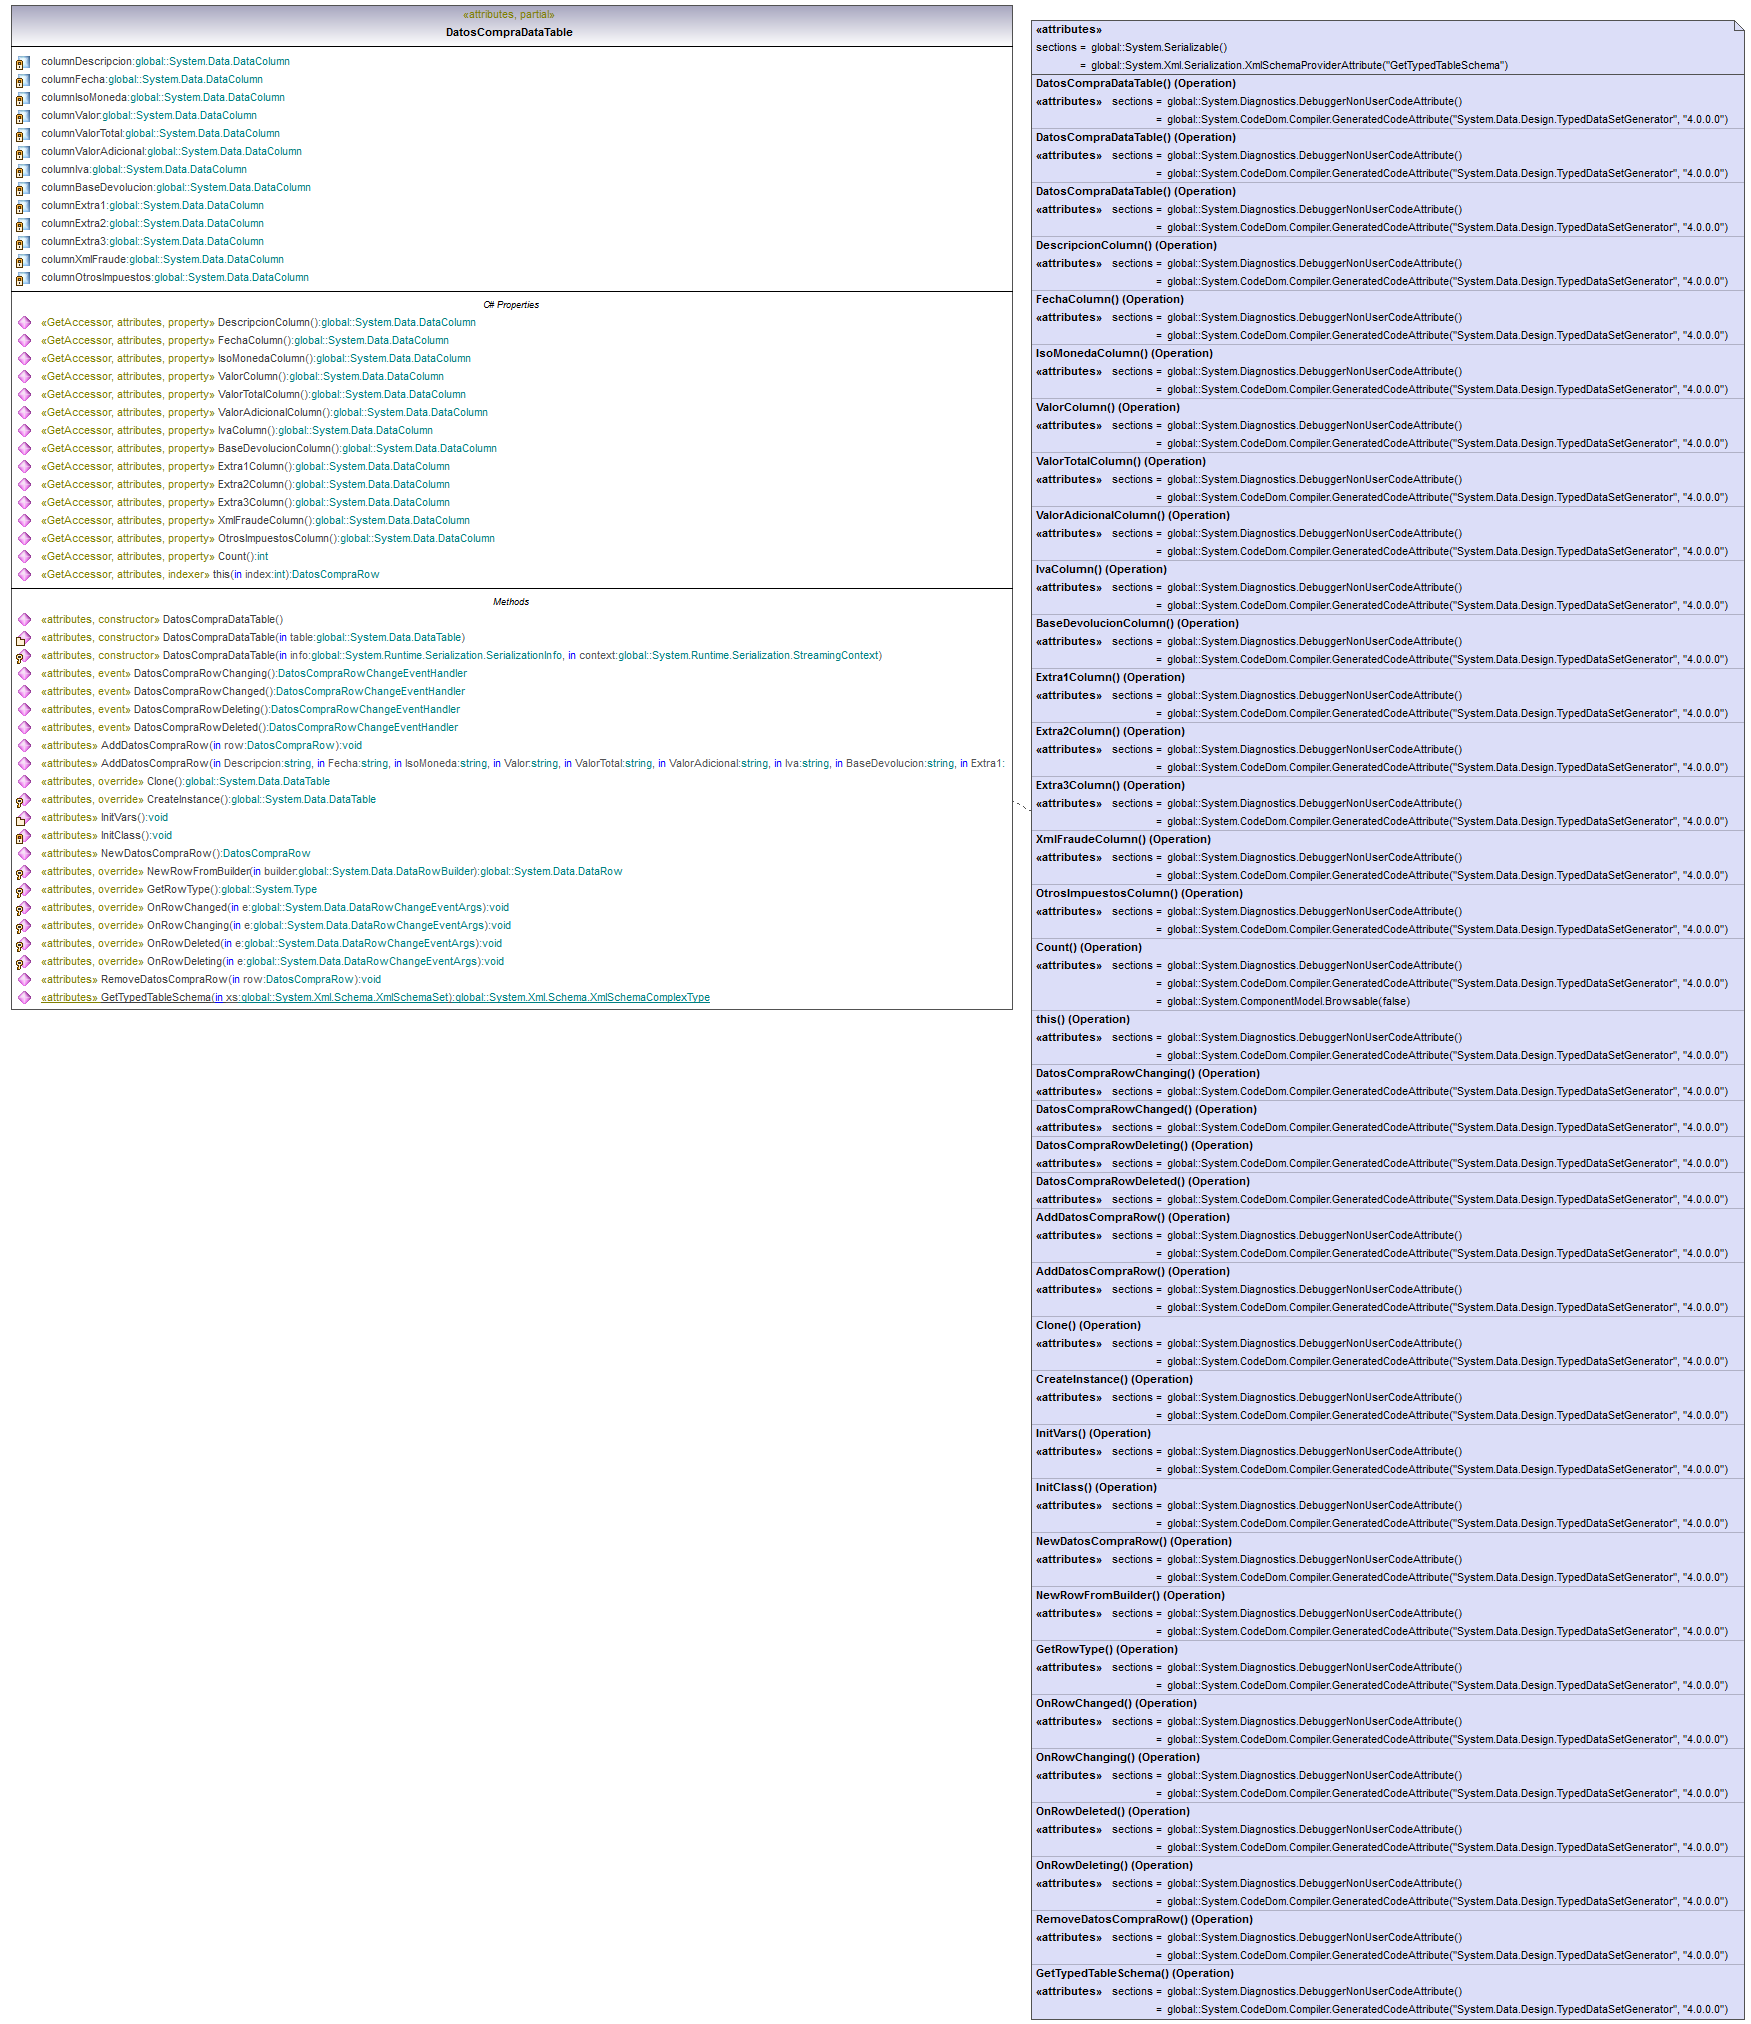 «attributes, partial»
DatosCompraDataTable
columnDescripcion:global::System.Data.DataColumn
columnFecha:global::System.Data.DataColumn
columnIsoMoneda:global::System.Data.DataColumn
columnValor:global::System.Data.DataColumn
columnValorTotal:global::System.Data.DataColumn
columnValorAdicional:global::System.Data.DataColumn
columnIva:global::System.Data.DataColumn
columnBaseDevolucion:global::System.Data.DataColumn
columnExtra1:global::System.Data.DataColumn
columnExtra2:global::System.Data.DataColumn
columnExtra3:global::System.Data.DataColumn
columnXmlFraude:global::System.Data.DataColumn
columnOtrosImpuestos:global::System.Data.DataColumn
C# Properties
«GetAccessor, attributes, property» DescripcionColumn():global::System.Data.DataColumn
«GetAccessor, attributes, property» FechaColumn():global::System.Data.DataColumn
«GetAccessor, attributes, property» IsoMonedaColumn():global::System.Data.DataColumn
«GetAccessor, attributes, property» ValorColumn():global::System.Data.DataColumn
«GetAccessor, attributes, property» ValorTotalColumn():global::System.Data.DataColumn
«GetAccessor, attributes, property» ValorAdicionalColumn():global::System.Data.DataColumn
«GetAccessor, attributes, property» IvaColumn():global::System.Data.DataColumn
«GetAccessor, attributes, property» BaseDevolucionColumn():global::System.Data.DataColumn
«GetAccessor, attributes, property» Extra1Column():global::System.Data.DataColumn
«GetAccessor, attributes, property» Extra2Column():global::System.Data.DataColumn
«GetAccessor, attributes, property» Extra3Column():global::System.Data.DataColumn
«GetAccessor, attributes, property» XmlFraudeColumn():global::System.Data.DataColumn
«GetAccessor, attributes, property» OtrosImpuestosColumn():global::System.Data.DataColumn
«GetAccessor, attributes, property» Count():int
«GetAccessor, attributes, indexer» this(in index:int):DatosCompraRow
Methods
«attributes, constructor» DatosCompraDataTable()
«attributes, constructor» DatosCompraDataTable(in table:global::System.Data.DataTable)
«attributes, constructor» DatosCompraDataTable(in info:global::System.Runtime.Serialization.SerializationInfo, in context:global::System.Runtime.Serialization.StreamingContext)
«attributes, event» DatosCompraRowChanging():DatosCompraRowChangeEventHandler
«attributes, event» DatosCompraRowChanged():DatosCompraRowChangeEventHandler
«attributes, event» DatosCompraRowDeleting():DatosCompraRowChangeEventHandler
«attributes, event» DatosCompraRowDeleted():DatosCompraRowChangeEventHandler
«attributes» AddDatosCompraRow(in row:DatosCompraRow):void
«attributes» AddDatosCompraRow(in Descripcion:string, in Fecha:string, in IsoMoneda:string, in Valor:string, in ValorTotal:string, in ValorAdicional:string, in Iva:string, in BaseDevolucion:string, in Extra1:
«attributes, override» Clone():global::System.Data.DataTable
«attributes, override» CreateInstance():global::System.Data.DataTable
«attributes» InitVars():void
«attributes» InitClass():void
«attributes» NewDatosCompraRow():DatosCompraRow
«attributes, override» NewRowFromBuilder(in builder:global::System.Data.DataRowBuilder):global::System.Data.DataRow
«attributes, override» GetRowType():global::System.Type
«attributes, override» OnRowChanged(in e:global::System.Data.DataRowChangeEventArgs):void
«attributes, override» OnRowChanging(in e:global::System.Data.DataRowChangeEventArgs):void
«attributes, override» OnRowDeleted(in e:global::System.Data.DataRowChangeEventArgs):void
«attributes, override» OnRowDeleting(in e:global::System.Data.DataRowChangeEventArgs):void
«attributes» RemoveDatosCompraRow(in row:DatosCompraRow):void
«attributes» GetTypedTableSchema(in xs:global::System.Xml.Schema.XmlSchemaSet):global::System.Xml.Schema.XmlSchemaComplexType
«attributes»
sections = global::System.Serializable()
= global::System.Xml.Serialization.XmlSchemaProviderAttribute("GetTypedTableSchema")
DatosCompraDataTable() (Operation)
«attributes» sections = global::System.Diagnostics.DebuggerNonUserCodeAttribute()
= global::System.CodeDom.Compiler.GeneratedCodeAttribute("System.Data.Design.TypedDataSetGenerator", "4.0.0.0")
DatosCompraDataTable() (Operation)
«attributes» sections = global::System.Diagnostics.DebuggerNonUserCodeAttribute()
= global::System.CodeDom.Compiler.GeneratedCodeAttribute("System.Data.Design.TypedDataSetGenerator", "4.0.0.0")
DatosCompraDataTable() (Operation)
«attributes» sections = global::System.Diagnostics.DebuggerNonUserCodeAttribute()
= global::System.CodeDom.Compiler.GeneratedCodeAttribute("System.Data.Design.TypedDataSetGenerator", "4.0.0.0")
DescripcionColumn() (Operation)
«attributes» sections = global::System.Diagnostics.DebuggerNonUserCodeAttribute()
= global::System.CodeDom.Compiler.GeneratedCodeAttribute("System.Data.Design.TypedDataSetGenerator", "4.0.0.0")
FechaColumn() (Operation)
«attributes» sections = global::System.Diagnostics.DebuggerNonUserCodeAttribute()
= global::System.CodeDom.Compiler.GeneratedCodeAttribute("System.Data.Design.TypedDataSetGenerator", "4.0.0.0")
IsoMonedaColumn() (Operation)
«attributes» sections = global::System.Diagnostics.DebuggerNonUserCodeAttribute()
= global::System.CodeDom.Compiler.GeneratedCodeAttribute("System.Data.Design.TypedDataSetGenerator", "4.0.0.0")
ValorColumn() (Operation)
«attributes» sections = global::System.Diagnostics.DebuggerNonUserCodeAttribute()
= global::System.CodeDom.Compiler.GeneratedCodeAttribute("System.Data.Design.TypedDataSetGenerator", "4.0.0.0")
ValorTotalColumn() (Operation)
«attributes» sections = global::System.Diagnostics.DebuggerNonUserCodeAttribute()
= global::System.CodeDom.Compiler.GeneratedCodeAttribute("System.Data.Design.TypedDataSetGenerator", "4.0.0.0")
ValorAdicionalColumn() (Operation)
«attributes» sections = global::System.Diagnostics.DebuggerNonUserCodeAttribute()
= global::System.CodeDom.Compiler.GeneratedCodeAttribute("System.Data.Design.TypedDataSetGenerator", "4.0.0.0")
IvaColumn() (Operation)
«attributes» sections = global::System.Diagnostics.DebuggerNonUserCodeAttribute()
= global::System.CodeDom.Compiler.GeneratedCodeAttribute("System.Data.Design.TypedDataSetGenerator", "4.0.0.0")
BaseDevolucionColumn() (Operation)
«attributes» sections = global::System.Diagnostics.DebuggerNonUserCodeAttribute()
= global::System.CodeDom.Compiler.GeneratedCodeAttribute("System.Data.Design.TypedDataSetGenerator", "4.0.0.0")
Extra1Column() (Operation)
«attributes» sections = global::System.Diagnostics.DebuggerNonUserCodeAttribute()
= global::System.CodeDom.Compiler.GeneratedCodeAttribute("System.Data.Design.TypedDataSetGenerator", "4.0.0.0")
Extra2Column() (Operation)
«attributes» sections = global::System.Diagnostics.DebuggerNonUserCodeAttribute()
= global::System.CodeDom.Compiler.GeneratedCodeAttribute("System.Data.Design.TypedDataSetGenerator", "4.0.0.0")
Extra3Column() (Operation)
«attributes» sections = global::System.Diagnostics.DebuggerNonUserCodeAttribute()
= global::System.CodeDom.Compiler.GeneratedCodeAttribute("System.Data.Design.TypedDataSetGenerator", "4.0.0.0")
XmlFraudeColumn() (Operation)
«attributes» sections = global::System.Diagnostics.DebuggerNonUserCodeAttribute()
= global::System.CodeDom.Compiler.GeneratedCodeAttribute("System.Data.Design.TypedDataSetGenerator", "4.0.0.0")
OtrosImpuestosColumn() (Operation)
«attributes» sections = global::System.Diagnostics.DebuggerNonUserCodeAttribute()
= global::System.CodeDom.Compiler.GeneratedCodeAttribute("System.Data.Design.TypedDataSetGenerator", "4.0.0.0")
Count() (Operation)
«attributes» sections = global::System.Diagnostics.DebuggerNonUserCodeAttribute()
= global::System.CodeDom.Compiler.GeneratedCodeAttribute("System.Data.Design.TypedDataSetGenerator", "4.0.0.0")
= global::System.ComponentModel.Browsable(false)
this() (Operation)
«attributes» sections = global::System.Diagnostics.DebuggerNonUserCodeAttribute()
= global::System.CodeDom.Compiler.GeneratedCodeAttribute("System.Data.Design.TypedDataSetGenerator", "4.0.0.0")
DatosCompraRowChanging() (Operation)
«attributes» sections = global::System.CodeDom.Compiler.GeneratedCodeAttribute("System.Data.Design.TypedDataSetGenerator", "4.0.0.0")
DatosCompraRowChanged() (Operation)
«attributes» sections = global::System.CodeDom.Compiler.GeneratedCodeAttribute("System.Data.Design.TypedDataSetGenerator", "4.0.0.0")
DatosCompraRowDeleting() (Operation)
«attributes» sections = global::System.CodeDom.Compiler.GeneratedCodeAttribute("System.Data.Design.TypedDataSetGenerator", "4.0.0.0")
DatosCompraRowDeleted() (Operation)
«attributes» sections = global::System.CodeDom.Compiler.GeneratedCodeAttribute("System.Data.Design.TypedDataSetGenerator", "4.0.0.0")
AddDatosCompraRow() (Operation)
«attributes» sections = global::System.Diagnostics.DebuggerNonUserCodeAttribute()
= global::System.CodeDom.Compiler.GeneratedCodeAttribute("System.Data.Design.TypedDataSetGenerator", "4.0.0.0")
AddDatosCompraRow() (Operation)
«attributes» sections = global::System.Diagnostics.DebuggerNonUserCodeAttribute()
= global::System.CodeDom.Compiler.GeneratedCodeAttribute("System.Data.Design.TypedDataSetGenerator", "4.0.0.0")
Clone() (Operation)
«attributes» sections = global::System.Diagnostics.DebuggerNonUserCodeAttribute()
= global::System.CodeDom.Compiler.GeneratedCodeAttribute("System.Data.Design.TypedDataSetGenerator", "4.0.0.0")
CreateInstance() (Operation)
«attributes» sections = global::System.Diagnostics.DebuggerNonUserCodeAttribute()
= global::System.CodeDom.Compiler.GeneratedCodeAttribute("System.Data.Design.TypedDataSetGenerator", "4.0.0.0")
InitVars() (Operation)
«attributes» sections = global::System.Diagnostics.DebuggerNonUserCodeAttribute()
= global::System.CodeDom.Compiler.GeneratedCodeAttribute("System.Data.Design.TypedDataSetGenerator", "4.0.0.0")
InitClass() (Operation)
«attributes» sections = global::System.Diagnostics.DebuggerNonUserCodeAttribute()
= global::System.CodeDom.Compiler.GeneratedCodeAttribute("System.Data.Design.TypedDataSetGenerator", "4.0.0.0")
NewDatosCompraRow() (Operation)
«attributes» sections = global::System.Diagnostics.DebuggerNonUserCodeAttribute()
= global::System.CodeDom.Compiler.GeneratedCodeAttribute("System.Data.Design.TypedDataSetGenerator", "4.0.0.0")
NewRowFromBuilder() (Operation)
«attributes» sections = global::System.Diagnostics.DebuggerNonUserCodeAttribute()
= global::System.CodeDom.Compiler.GeneratedCodeAttribute("System.Data.Design.TypedDataSetGenerator", "4.0.0.0")
GetRowType() (Operation)
«attributes» sections = global::System.Diagnostics.DebuggerNonUserCodeAttribute()
= global::System.CodeDom.Compiler.GeneratedCodeAttribute("System.Data.Design.TypedDataSetGenerator", "4.0.0.0")
OnRowChanged() (Operation)
«attributes» sections = global::System.Diagnostics.DebuggerNonUserCodeAttribute()
= global::System.CodeDom.Compiler.GeneratedCodeAttribute("System.Data.Design.TypedDataSetGenerator", "4.0.0.0")
OnRowChanging() (Operation)
«attributes» sections = global::System.Diagnostics.DebuggerNonUserCodeAttribute()
= global::System.CodeDom.Compiler.GeneratedCodeAttribute("System.Data.Design.TypedDataSetGenerator", "4.0.0.0")
OnRowDeleted() (Operation)
«attributes» sections = global::System.Diagnostics.DebuggerNonUserCodeAttribute()
= global::System.CodeDom.Compiler.GeneratedCodeAttribute("System.Data.Design.TypedDataSetGenerator", "4.0.0.0")
OnRowDeleting() (Operation)
«attributes» sections = global::System.Diagnostics.DebuggerNonUserCodeAttribute()
= global::System.CodeDom.Compiler.GeneratedCodeAttribute("System.Data.Design.TypedDataSetGenerator", "4.0.0.0")
RemoveDatosCompraRow() (Operation)
«attributes» sections = global::System.Diagnostics.DebuggerNonUserCodeAttribute()
= global::System.CodeDom.Compiler.GeneratedCodeAttribute("System.Data.Design.TypedDataSetGenerator", "4.0.0.0")
GetTypedTableSchema() (Operation)
«attributes» sections = global::System.Diagnostics.DebuggerNonUserCodeAttribute()
= global::System.CodeDom.Compiler.GeneratedCodeAttribute("System.Data.Design.TypedDataSetGenerator", "4.0.0.0")